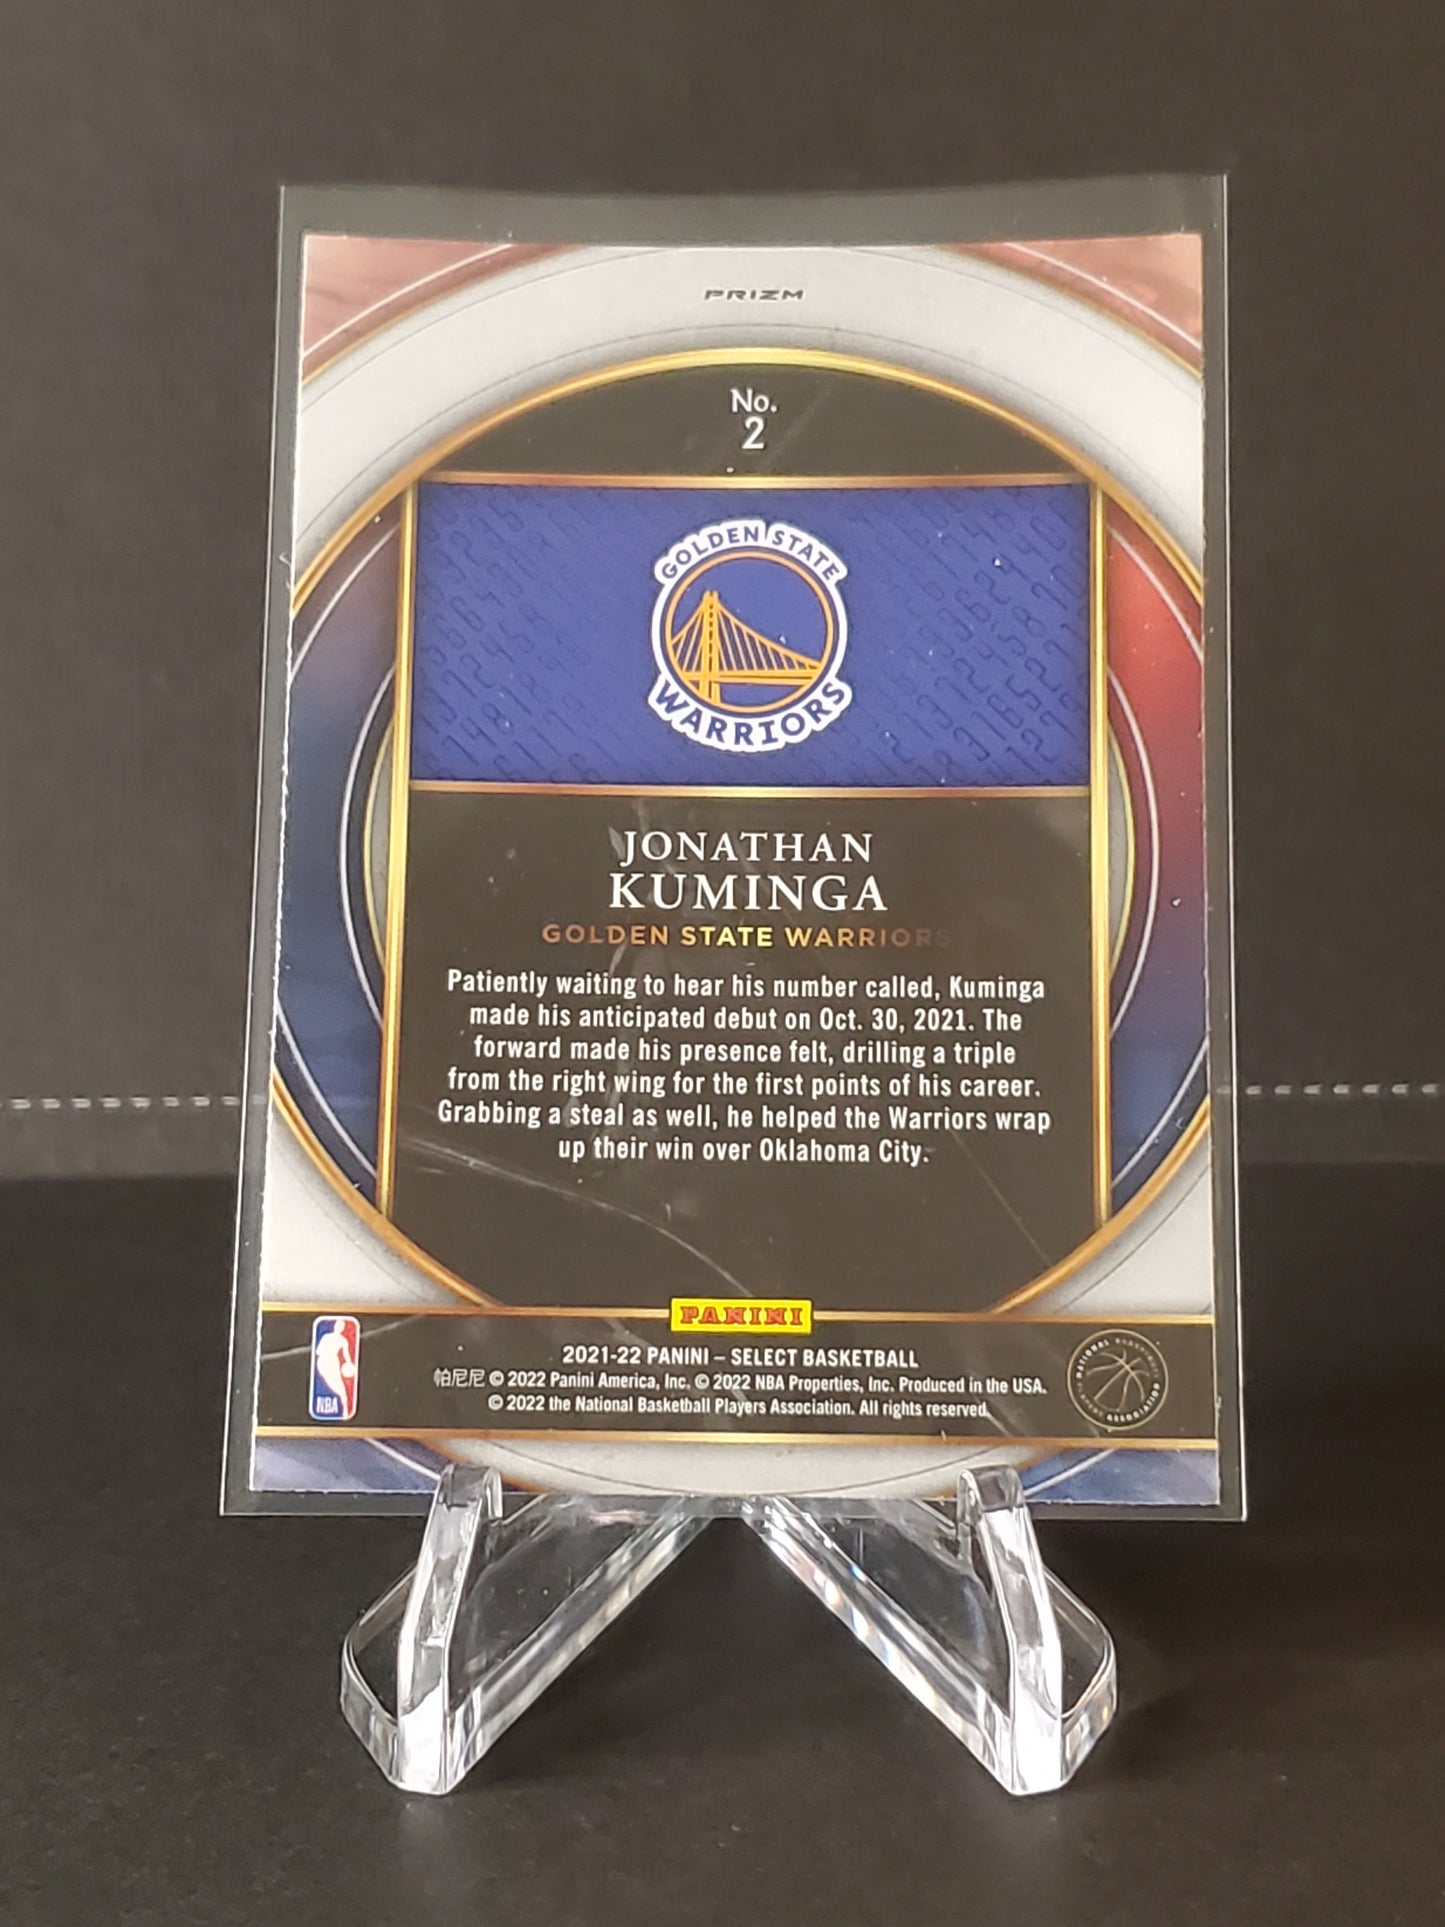 PRIZM
No.
2
GOLDEN STATE
WARRIORS
JONATHAN
KUMINGA
GOLDEN STATE WARRIORS
Patiently waiting to hear his number called, Kuminga
made his anticipated debut on Oct. 30, 2021. The
forward made his presence felt, drilling a triple
from the right wing for the first points of his career.
Grabbing a steal as well, he helped the Warriors wrap
up their win over Oklahoma City.
PANINI
2021-22 PANINI – SELECT BASKETBALL
帕尼尼 © 2022 Panini America, Inc. © 2022 NBA Properties, Inc. Produced in the USA.
© 2022 the National Basketball Players Association. All rights reserved.
NBA
NATIONAL BASKETBALL
PLAYERS ASSOCIATION